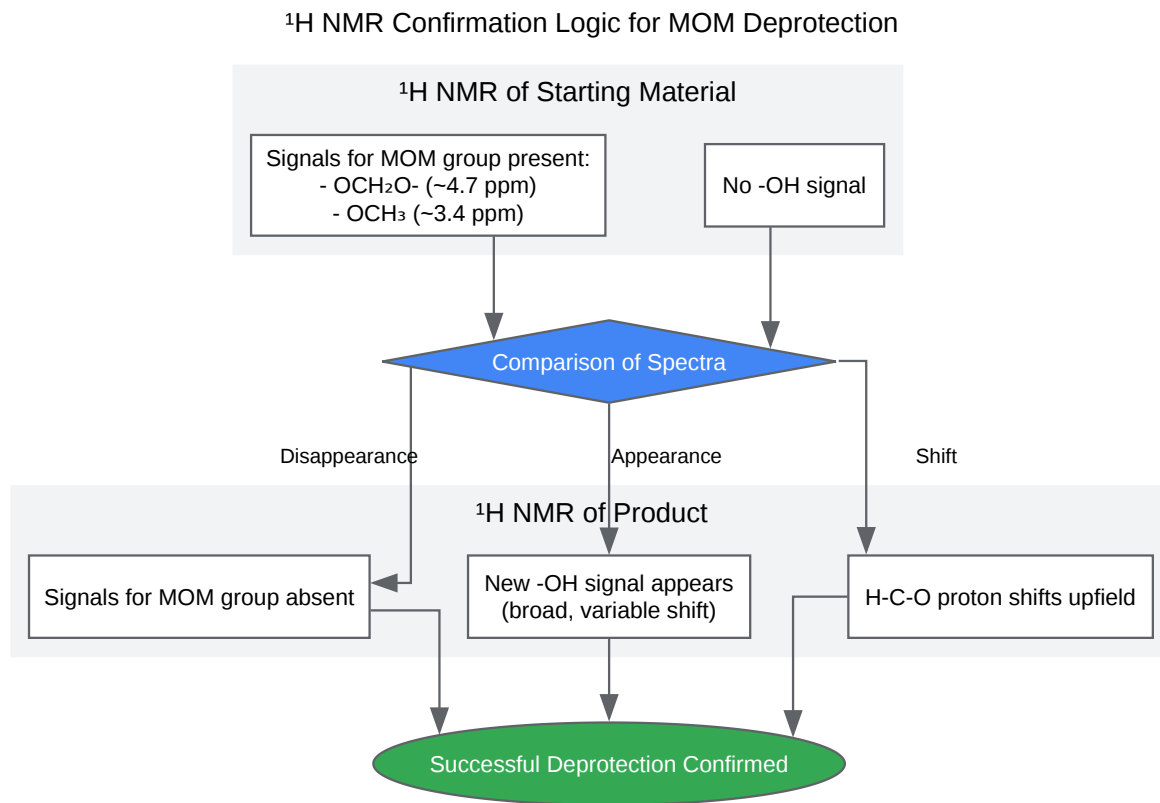 ¹H NMR Confirmation Logic for MOM Deprotection
¹H NMR of Starting Material
Signals for MOM group present:
- OCH₂O- (~4.7 ppm)
- OCH₃ (~3.4 ppm)
No -OH signal
Comparison of Spectra
Disappearance
Appearance
Shift
¹H NMR of Product
Signals for MOM group absent
New -OH signal appears
(broad, variable shift)
H-C-O proton shifts upfield
Successful Deprotection Confirmed